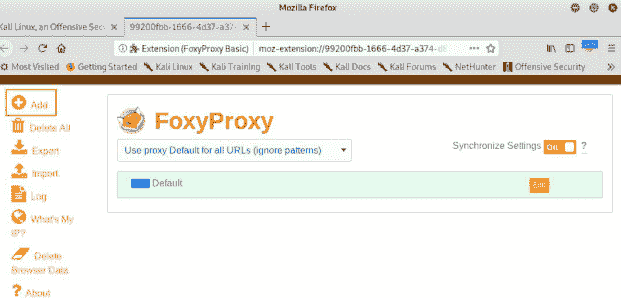 Mozilla Firefox
Kali Linux, an Offensive Sec
99200fbb-1666-4d37-a374-
Extension (FoxyProxy Basic)
moz-extension://99200fbb-1666-4d37-a374-d
Most Visited
Getting Started
Kali Linux
Kali Training
Kali Tools
Kali Docs
Kali Forums
NetHunter
Offensive Security
Add
Delete All
Export
Import
Log
What's My
IP?
Delete
Browser Data
About
FoxyProxy
Use proxy Default for all URLs (ignore patterns)
Synchronize Settings
Off
?
Default
Edit